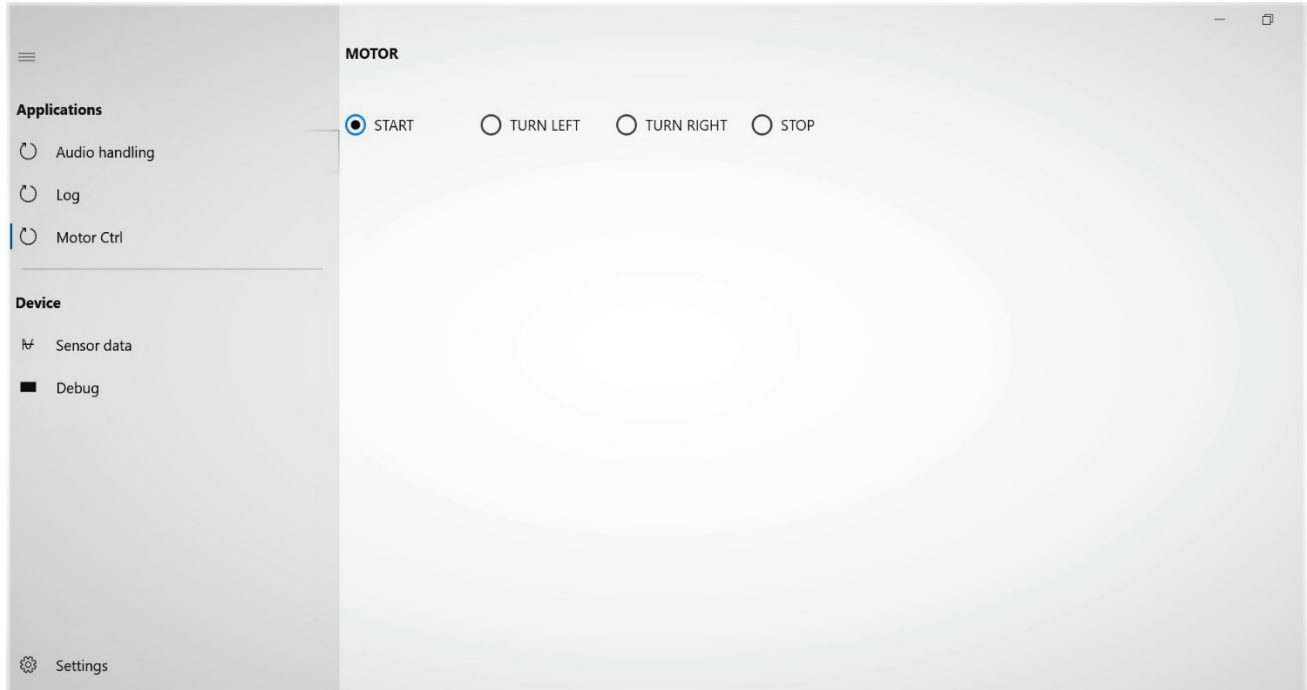 MOTOR
Applications
START TURN LEFT TURN RIGHT STOP
Audio handling
Log
Motor Ctrl
Device
Sensor data
Debug
Settings